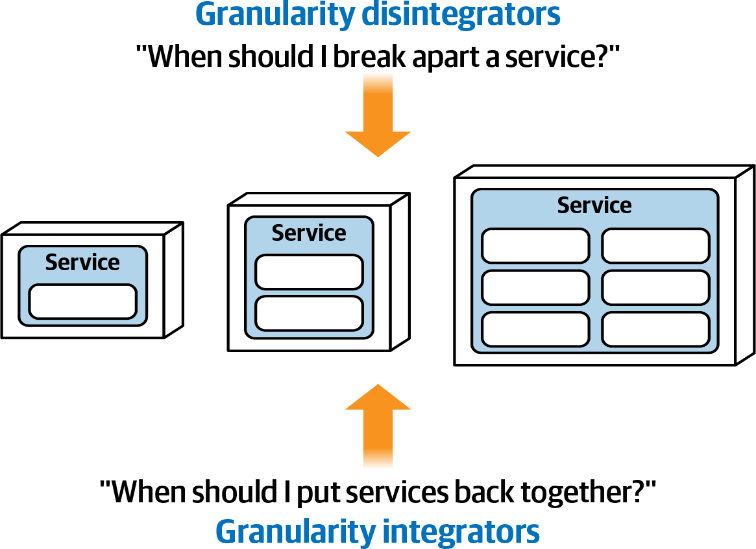 Granularity disintegrators
"When should I break apart a service?"
Service
Service
Service
"When should I put services back together?"
Granularity integrators